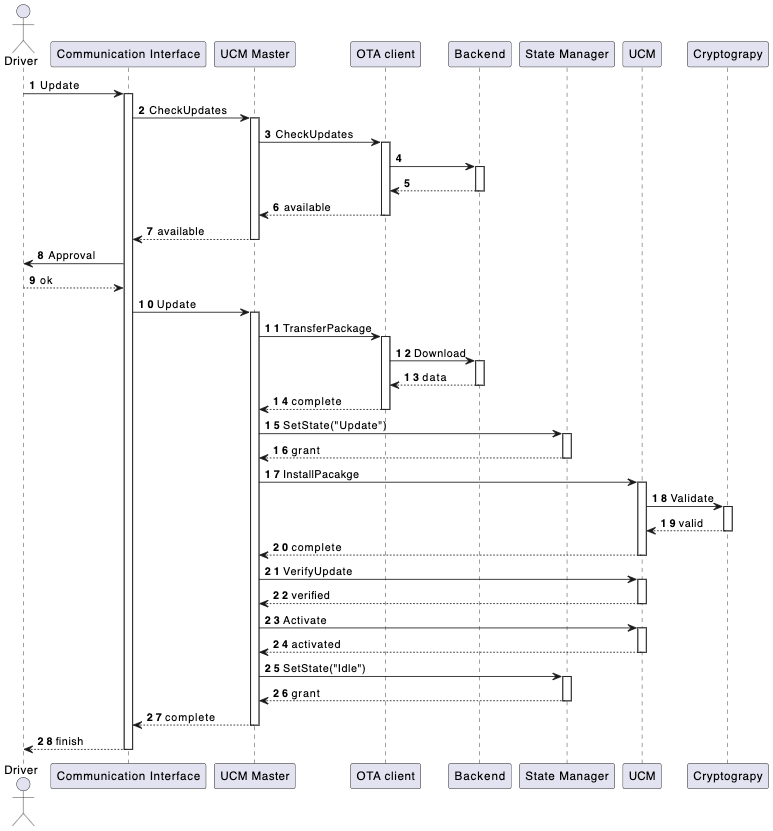 Driver
Communication Interface
UCM Master
OTA client
Backend
State Manager
UCM
Cryptograpy
1 Update
2 CheckUpdates
3 CheckUpdates
4
5
6 available
7 available
8 Approval
9 ok
10 Update
11 TransferPackage
12 Download
13 data
14 complete
15 SetState("Update")
16 grant
17 InstallPacakge
18 Validate
19 valid
20 complete
21 VerifyUpdate
22 verified
23 Activate
24 activated
25 SetState("Idle")
26 grant
27 complete
28 finish
Driver
Communication Interface
UCM Master
OTA client
Backend
State Manager
UCM
Cryptograpy